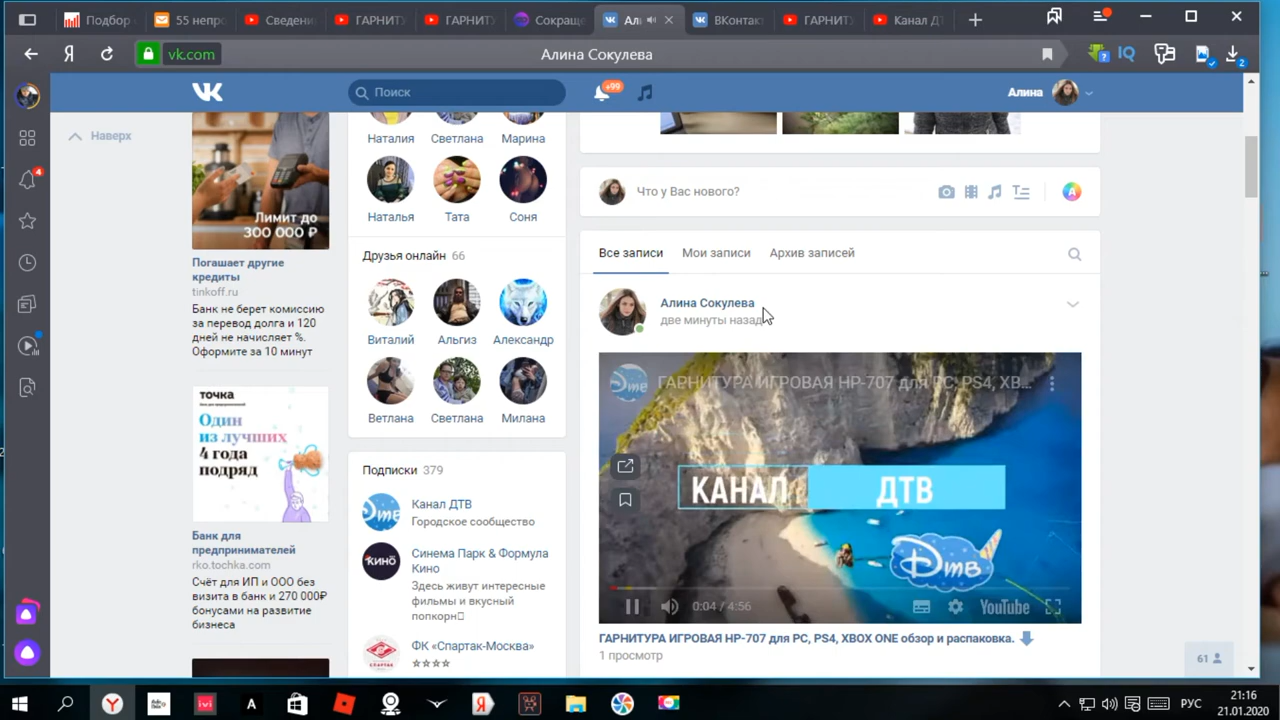 Подбор
55 непро
Сведени
ГАРНИТУ
ГАРНИТУ
Сокраще
Али
ВКонтак
ГАРНИТУ
Канал ДТ
Я
vk.com
Алина Сокулева
IQ
2
Поиск
+99
Алина
Наверх
4
Лимит до
300 000 ₽
Погашает другие
кредиты
tinkoff.ru
Банк не берет комиссию
за перевод долга и 120
дней не начисляет %.
Оформите за 10 минут
точка
Один
из лучших
4 года
подряд
Банк для
предпринимателей
rko.tochka.com
Счёт для ИП и ООО без
визита в банк и 270 000₽
бонусами на развитие
бизнеса
Наталия Светлана Марина
Наталья Тата Соня
Друзья онлайн 66
Виталий Альгиз Александр
Ветлана Светлана Милана
Подписки 379
Канал ДТВ
Городское сообщество
Синема Парк & Формула
Кино
Здесь живут интересные
фильмы и вкусный
попкорн
КИНО
ФК «Спартак-Москва»
☆☆☆☆
Что у Вас нового?
Все записи Мои записи Архив записей
Алина Сокулева
две минуты назад
ГАРНИТУРА ИГРОВАЯ HP-707 для PC, PS4, XB...
КАНАЛ ДТВ
Дтв
0:04 / 4:56
YouTube
ГАРНИТУРА ИГРОВАЯ HP-707 для PC, PS4, XBOX ONE обзор и распаковка.
1 просмотр
61
РУС
21:16
21.01.2020